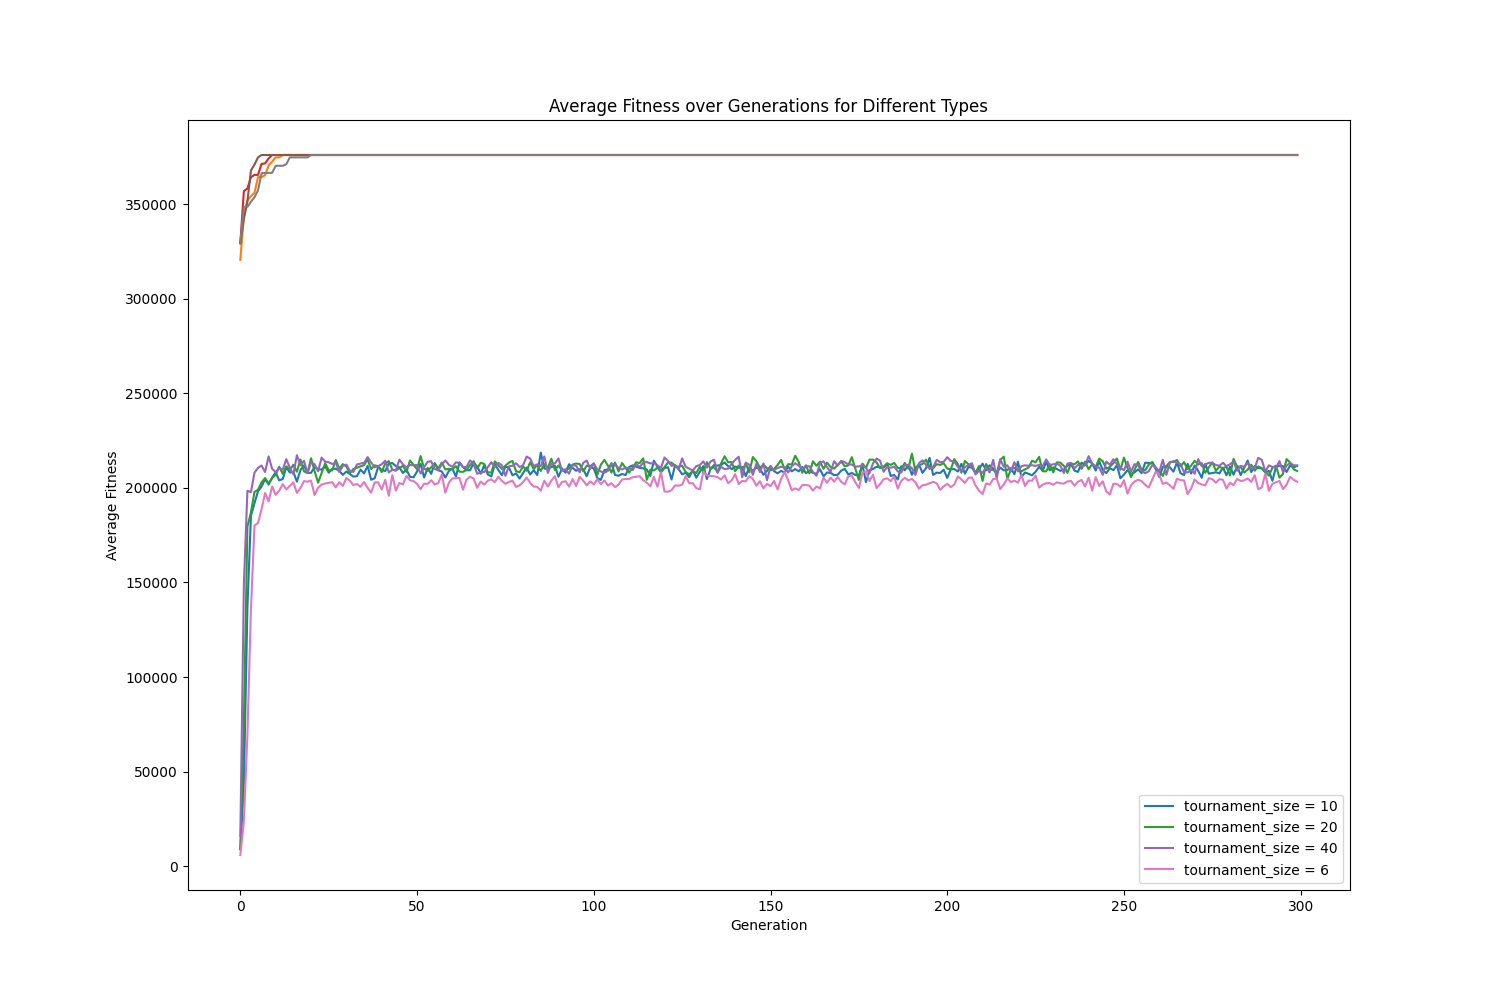 Average Fitness over Generations for Different Types
Average Fitness
350000
300000
250000
200000
150000
100000
50000
0
0 50 100 150 200 250 300
Generation
tournament_size = 10
tournament_size = 20
tournament_size = 40
tournament_size = 6